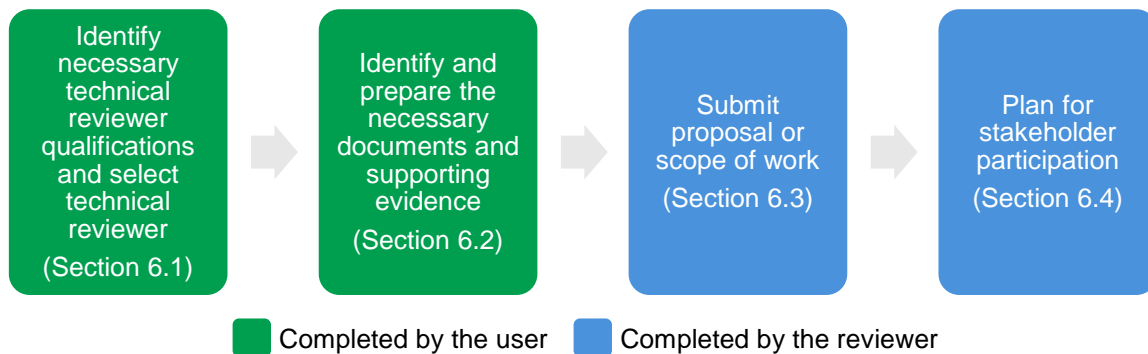 Identify
necessary
technical
reviewer
qualifications
and select
technical
reviewer
(Section 6.1)
Identify and
prepare the
necessary
documents and
supporting
evidence
(Section 6.2)
Submit
proposal or
scope of work
(Section 6.3)
Plan for
stakeholder
participation
(Section 6.4)
Completed by the user
Completed by the reviewer